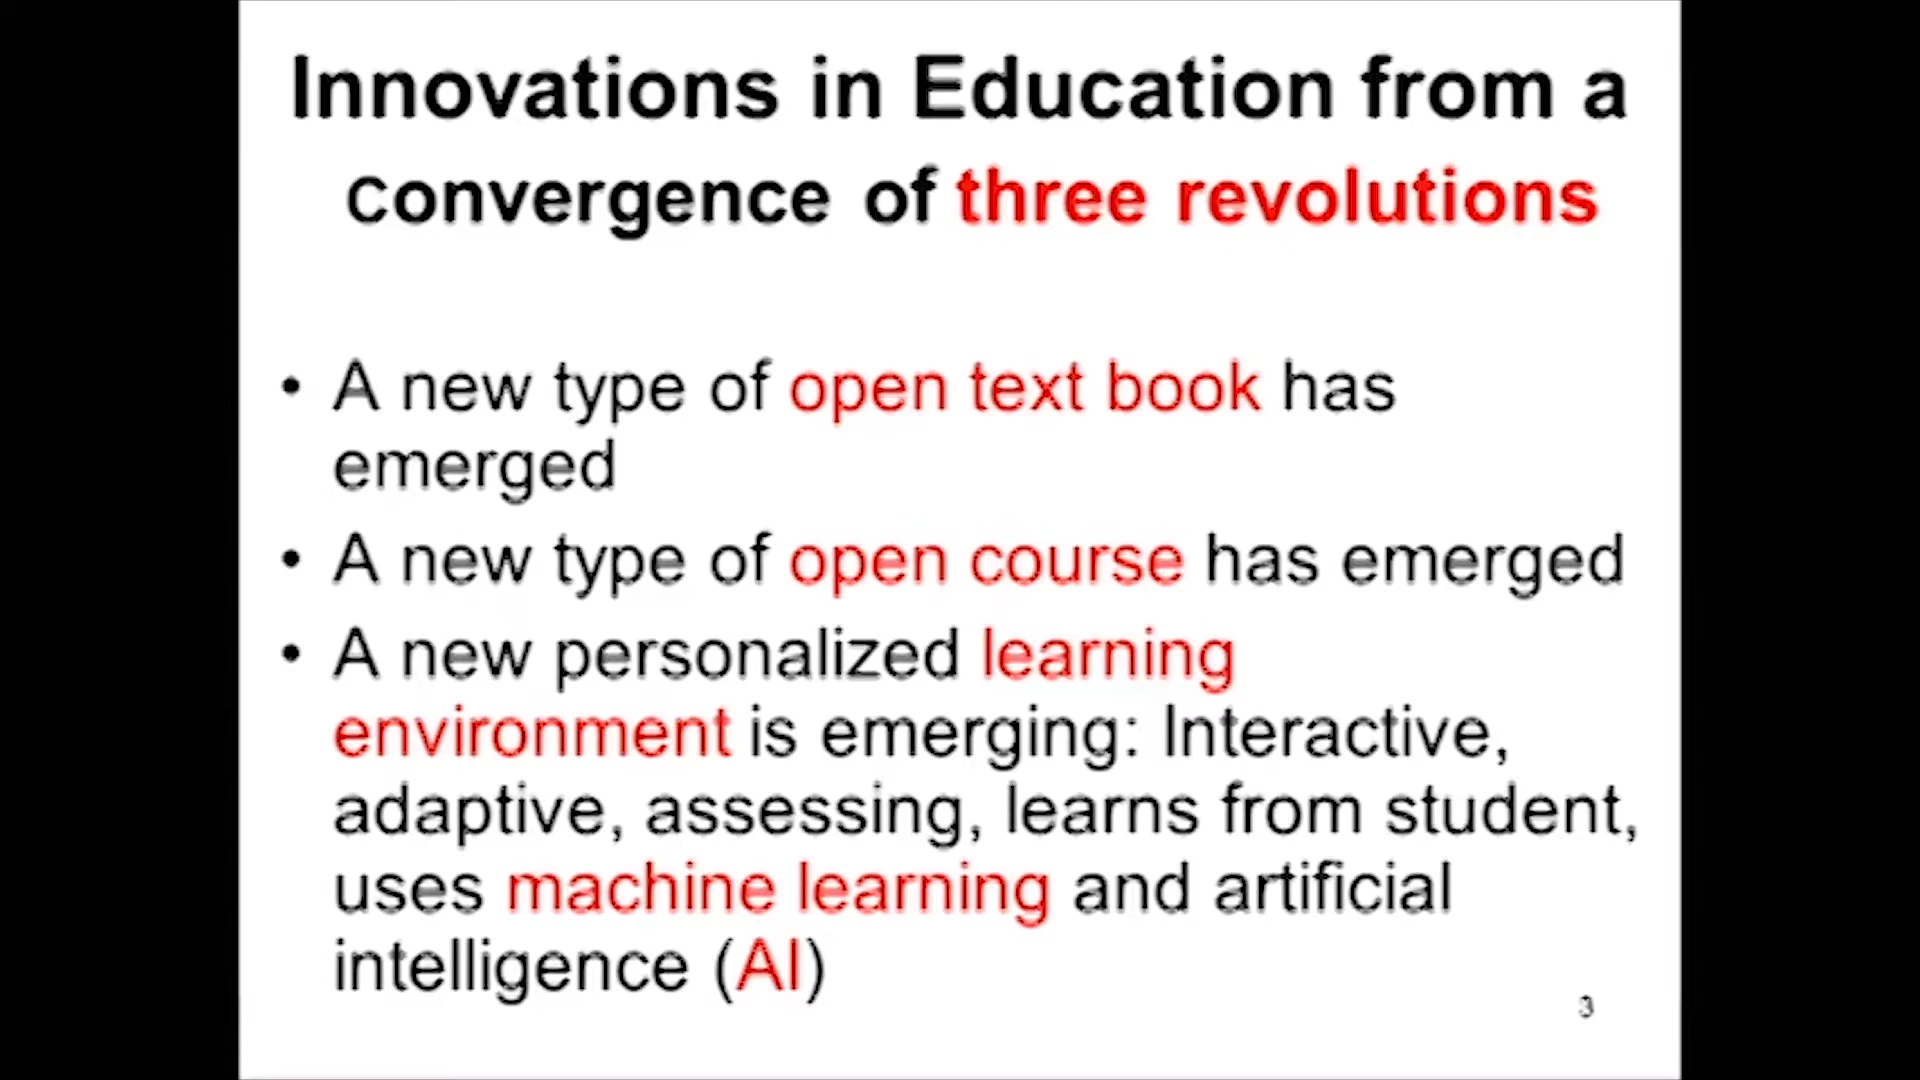 Innovations in Education from a
convergence of three revolutions
• A new type of open text book has
emerged
• A new type of open course has emerged
• A new personalized learning
environment is emerging: Interactive,
adaptive, assessing, learns from student,
uses machine learning and artificial
intelligence (AI)
3